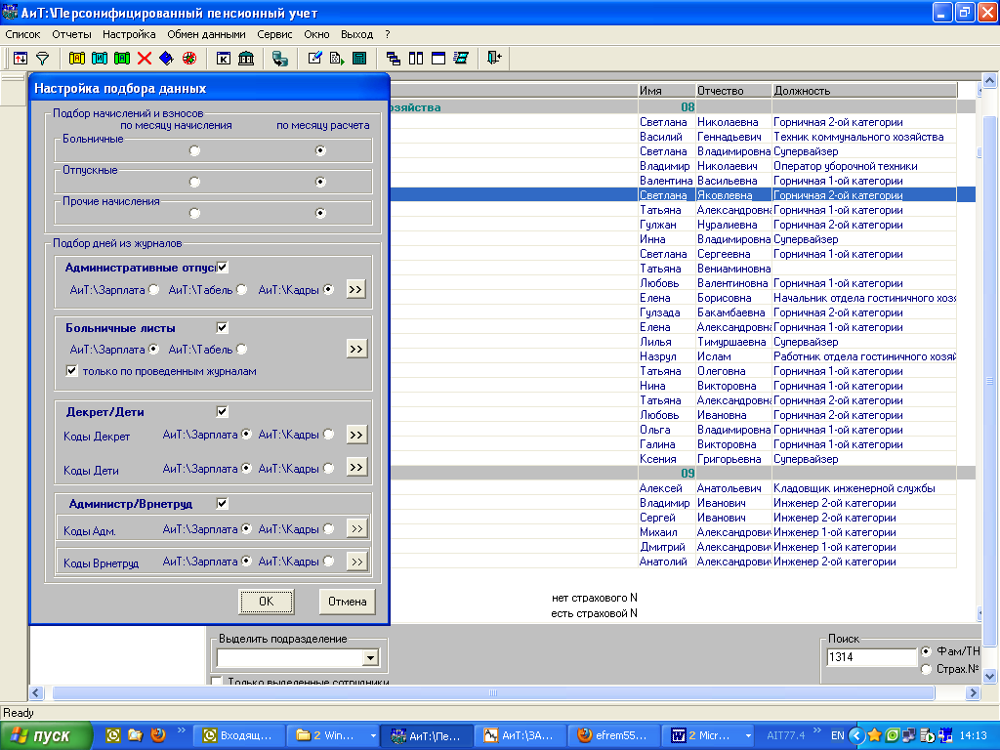 АиТ:\Персонифицированный пенсионный учет
Список Отчеты Настройка Обмен данными Сервис Окно Выход ?
Настройка подбора данных
Подбор начислений и взносов
по месяцу начисления по месяцу расчета
Больничные
Отпускные
Прочие начисления
Подбор дней из журналов
Административные отпус
АиТ:\Зарплата АиТ:\Табель АиТ:\Кадры >>
Больничные листы
АиТ:\Зарплата АиТ:\Табель >>
только по проведенным журналам
Декрет/Дети
Коды Декрет АиТ:\Зарплата АиТ:\Кадры >>
Коды Дети АиТ:\Зарплата АиТ:\Кадры >>
Администр/Врнетруд
Коды Адм. АиТ:\Зарплата АиТ:\Кадры >>
Коды Врнетруд АиТ:\Зарплата АиТ:\Кадры >>
OK Отмена
Имя Отчество Должность
озяйства 08
Светлана Николаевна Горничная 2-ой категории
Василий Геннадьевич Техник коммунального хозяйства
Светлана Владимировна Супервайзер
Владимир Николаевич Оператор уборочной техники
Валентина Васильевна Горничная 1-ой категории
Светлана Яковлевна Горничная 2-ой категории
Татьяна Александровна Горничная 1-ой категории
Гулжан Нуралиевна Горничная 2-ой категории
Инна Владимировна Супервайзер
Светлана Сергеевна Горничная 1-ой категории
Татьяна Вениаминовна
Любовь Валентиновна Горничная 1-ой категории
Елена Борисовна Начальник отдела гостиничного хозя
Гулзада Бакамбаевна Горничная 2-ой категории
Елена Александровна Горничная 1-ой категории
Лилья Тимуршаевна Супервайзер
Назрул Ислам Работник отдела гостиничного хозяй
Татьяна Олеговна Горничная 1-ой категории
Нина Викторовна Горничная 1-ой категории
Татьяна Александровна Горничная 2-ой категории
Любовь Ивановна Горничная 2-ой категории
Ольга Владимировна Горничная 1-ой категории
Галина Викторовна Горничная 1-ой категории
Ксения Григорьевна Супервайзер
09
Алексей Анатольевич Кладовщик инженерной службы
Владимир Иванович Инженер 2-ой категории
Сергей Иванович Инженер 2-ой категории
Михаил Александрович Инженер 1-ой категории
Дмитрий Александрович Инженер 1-ой категории
Анатолий Александрович Инженер 2-ой категории
нет страхового N
есть страховой N
Выделить подразделение
Только выделенные сотрудники
Поиск
1314
Фам/ТН
Страх.№
Ready
пуск Входящ... 2 Win... АиТ:\Пе... АиТ:\ЗА... efrem55... 2 Micr... AIT77.4 EN 14:13